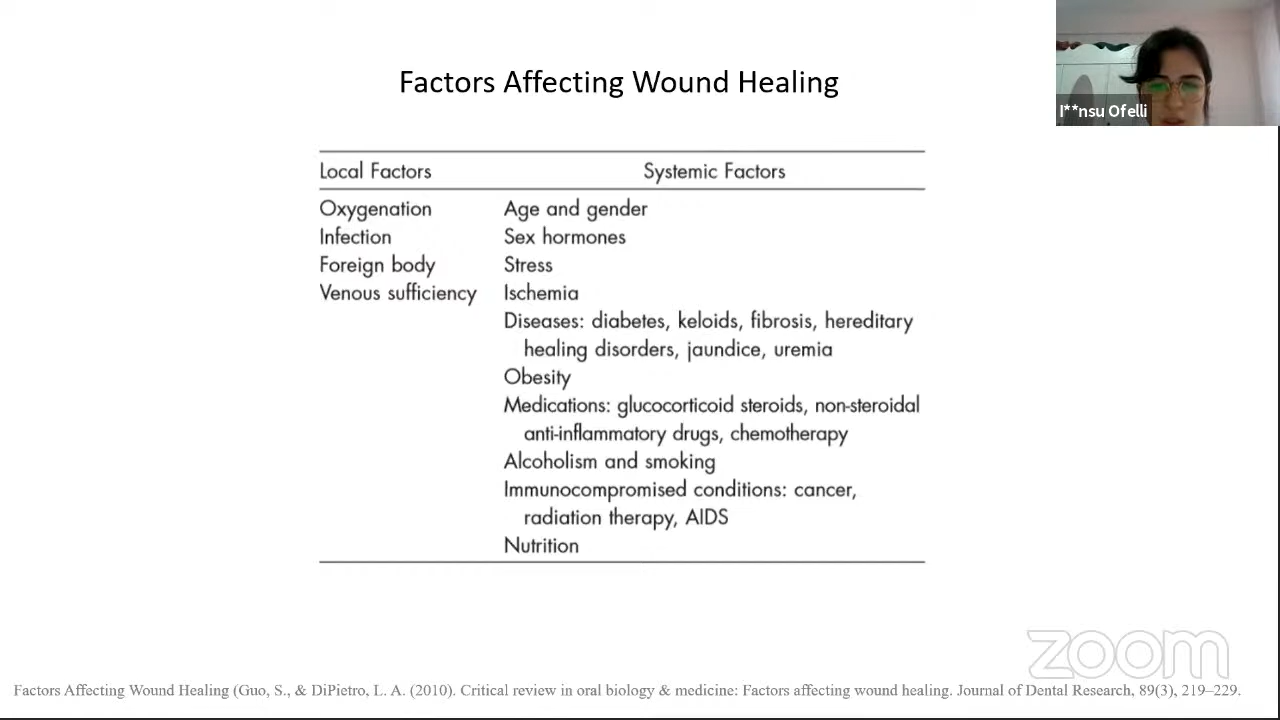 Factors Affecting Wound Healing
I**nsu Ofelli
Local Factors Systemic Factors
Oxygenation Age and gender
Infection Sex hormones
Foreign body Stress
Venous sufficiency Ischemia
Diseases: diabetes, keloids, fibrosis, hereditary
healing disorders, jaundice, uremia
Obesity
Medications: glucocorticoid steroids, non-steroidal
anti-inflammatory drugs, chemotherapy
Alcoholism and smoking
Immunocompromised conditions: cancer,
radiation therapy, AIDS
Nutrition
zoom
Factors Affecting Wound Healing (Guo, S., & DiPietro, L. A. (2010). Critical review in oral biology & medicine: Factors affecting wound healing. Journal of Dental Research, 89(3), 219–229.